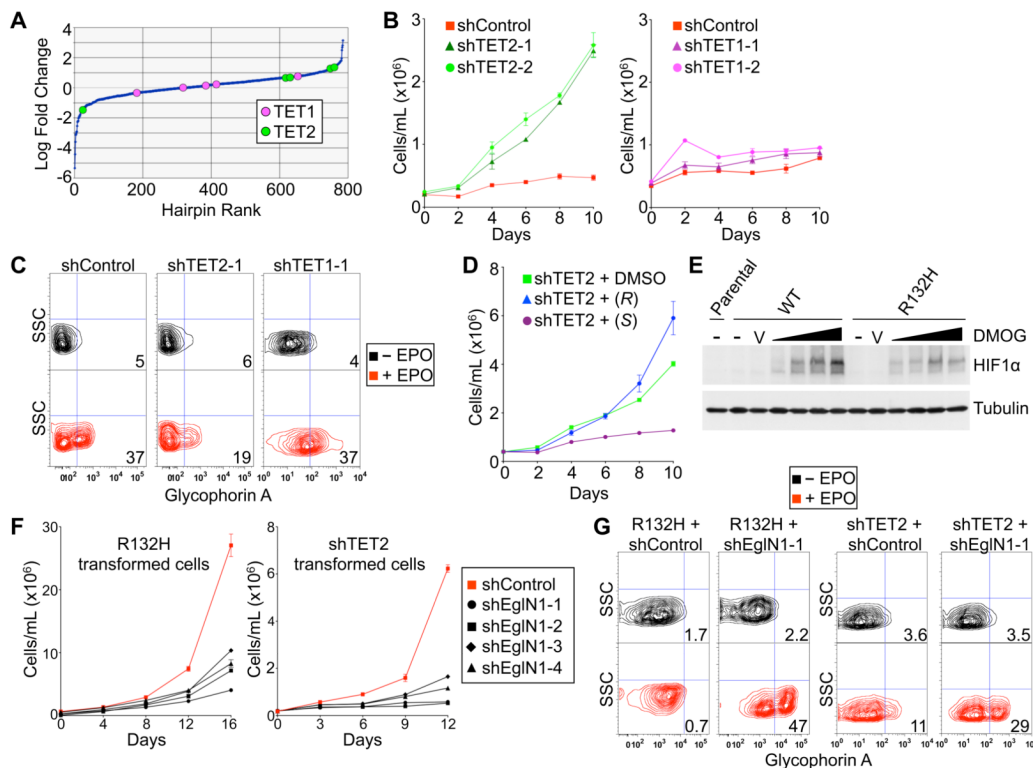 A
Log Fold Change
4
2
0
-2
-4
-6
TET1
TET2
0 200 400 600 800
Hairpin Rank
B
shControl
shTET2-1
shTET2-2
Cells/mL (x10⁶)
3
2
1
0
0 2 4 6 8 10
Days
shControl
shTET1-1
shTET1-2
Cells/mL (x10⁶)
3
2
1
0
0 2 4 6 8 10
Days
C
shControl shTET2-1 shTET1-1
SSC
5 6 4
– EPO
+ EPO
SSC
37 19 37
Glycophorin A
D
shTET2 + DMSO
shTET2 + (R)
shTET2 + (S)
Cells/mL (x10⁶)
8
6
4
2
0
0 2 4 6 8 10
Days
E
Parental WT R132H
- - V - V DMOG
HIF1α
Tubulin
F
R132H
transformed cells
Cells/mL (x10⁶)
30
20
10
0
0 4 8 12 16
Days
shTET2
transformed cells
Cells/mL (x10⁶)
8
6
4
2
0
0 3 6 9 12
Days
shControl
shEglN1-1
shEglN1-2
shEglN1-3
shEglN1-4
– EPO
+ EPO
G
R132H + shControl
R132H + shEglN1-1
shTET2 + shControl
shTET2 + shEglN1-1
SSC
1.7 2.2 3.6 3.5
SSC
0.7 47 11 29
Glycophorin A